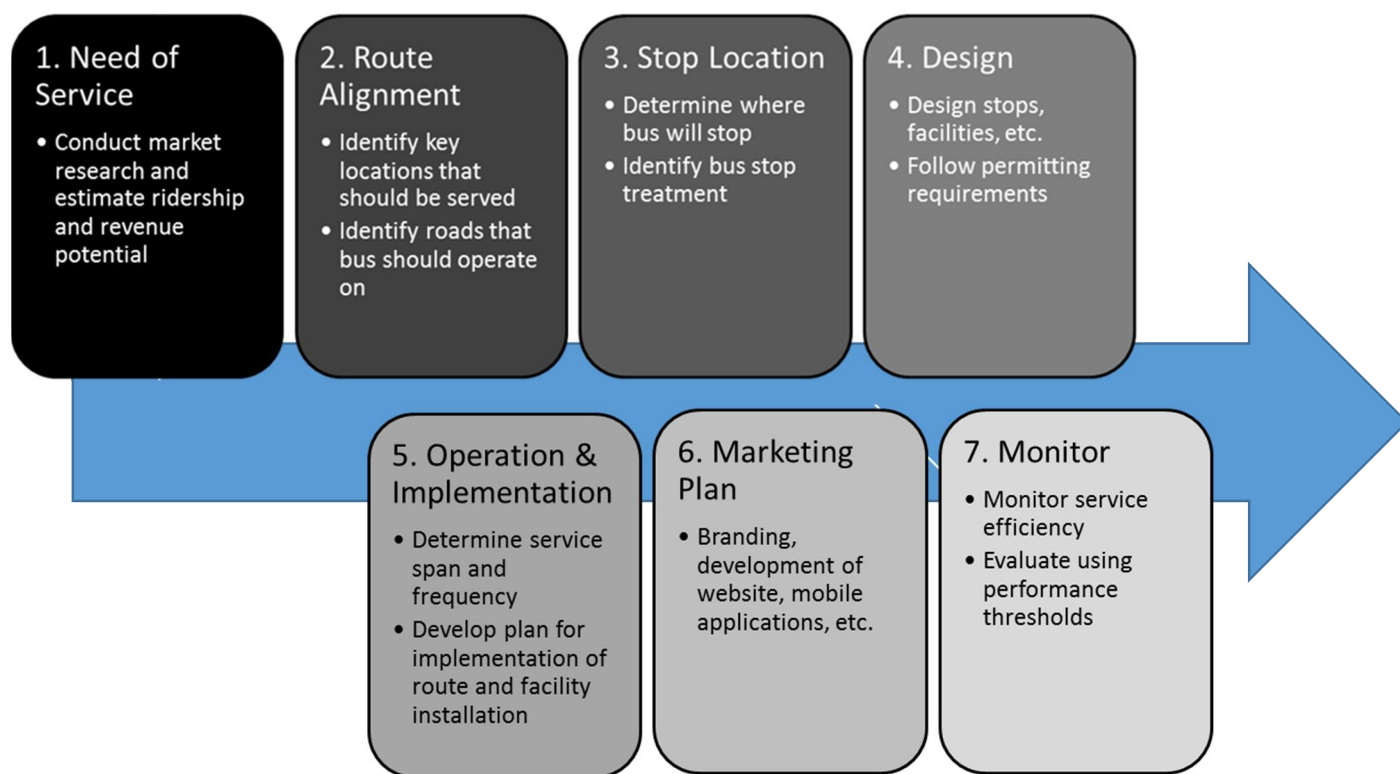 1. Need of
Service
• Conduct market
research and
estimate ridership
and revenue
potential
2. Route
Alignment
• Identify key
locations that
should be served
• Identify roads that
bus should operate
on
3. Stop Location
• Determine where
bus will stop
• Identify bus stop
treatment
4. Design
• Design stops,
facilities, etc.
• Follow permitting
requirements
5. Operation &
Implementation
• Determine service
span and
frequency
• Develop plan for
implementation of
route and facility
installation
6. Marketing
Plan
• Branding,
development of
website, mobile
applications, etc.
7. Monitor
• Monitor service
efficiency
• Evaluate using
performance
thresholds